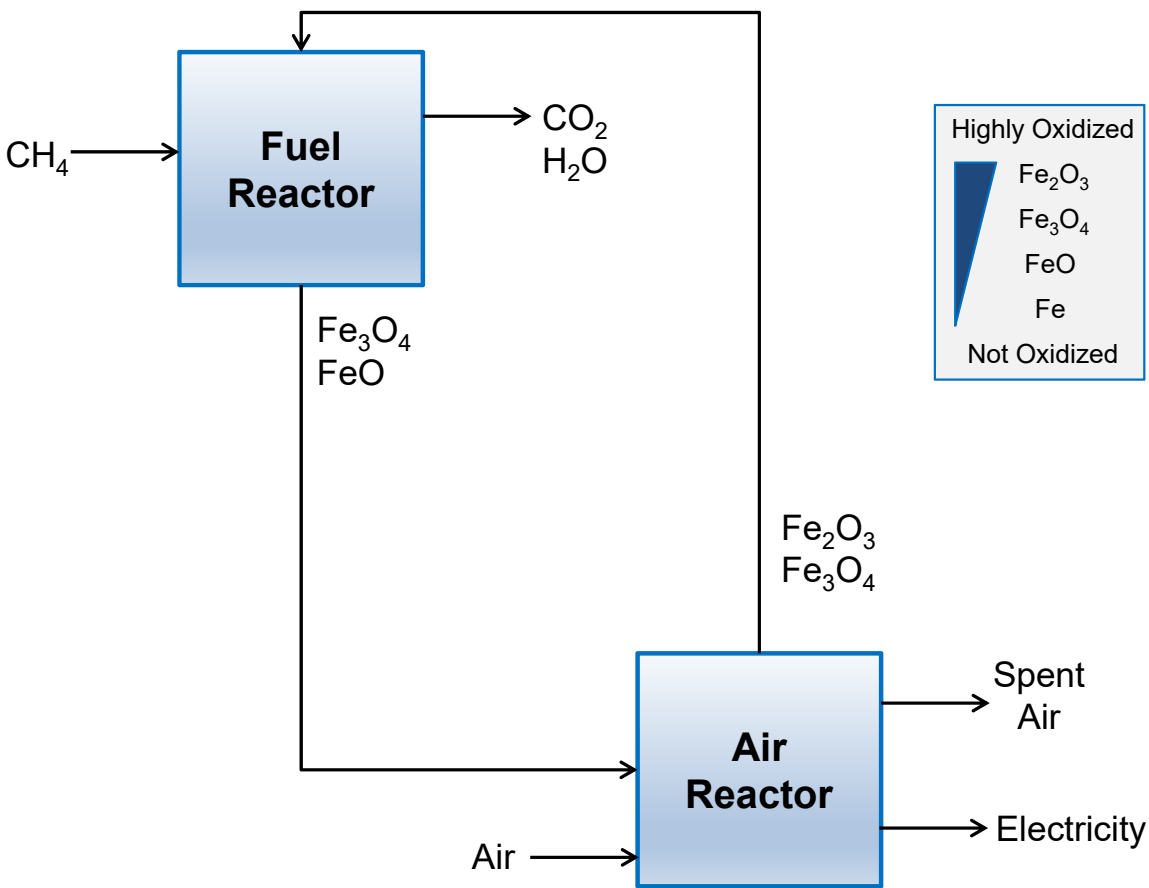 CH₄
Fuel
Reactor
CO₂
H₂O
Highly Oxidized
Fe₂O₃
Fe₃O₄
FeO
Fe
Not Oxidized
Fe₃O₄
FeO
Fe₂O₃
Fe₃O₄
Air
Reactor
Spent
Air
Electricity
Air